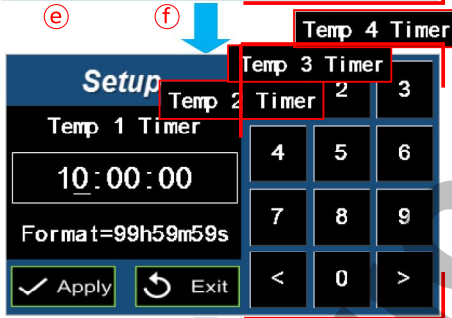 e f
Temp 4 Timer
Temp 3 Timer
Setup
Temp 2 Timer
2 3
Temp 1 Timer
4 5 6
10:00:00
7 8 9
Format=99h59m59s
Apply Exit < 0 >